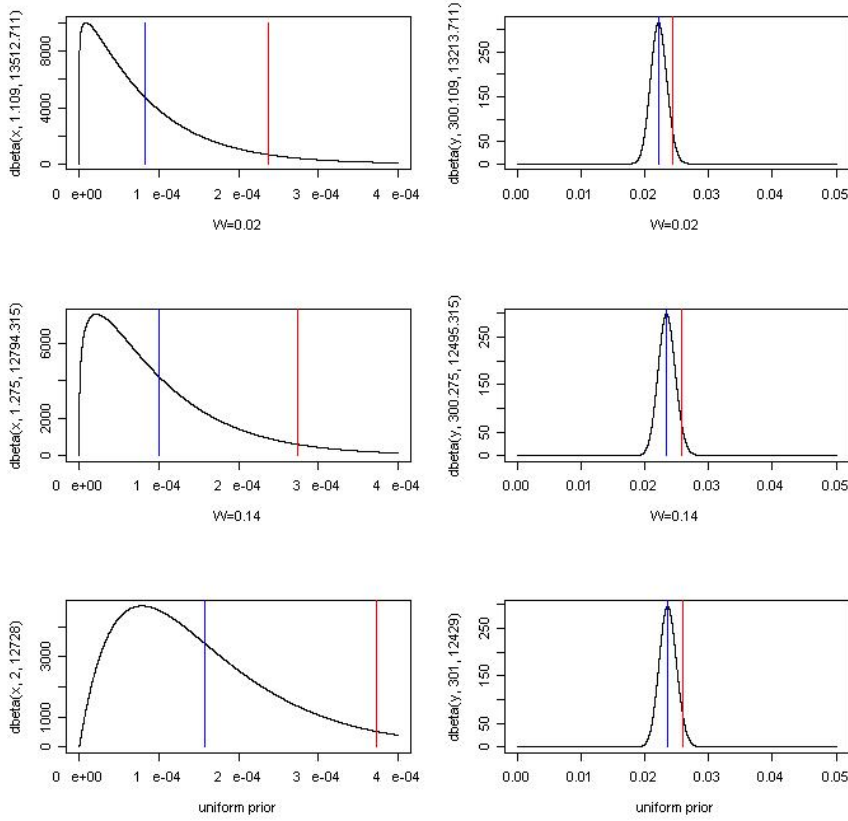 dbeta(x, 1.109, 13512.711)
0 4000 8000
0 e+00 1 e-04 2 e-04 3 e-04 4 e-04
W=0.02
dbeta(y, 300.109, 13213.711)
0 50 150 250
0.00 0.01 0.02 0.03 0.04 0.05
W=0.02
dbeta(x, 1.275, 12794.315)
0 2000 6000
0 e+00 1 e-04 2 e-04 3 e-04 4 e-04
W=0.14
dbeta(y, 300.275, 12495.315)
0 50 150 250
0.00 0.01 0.02 0.03 0.04 0.05
W=0.14
dbeta(x, 2, 12728)
0 1000 3000
0 e+00 1 e-04 2 e-04 3 e-04 4 e-04
uniform prior
dbeta(y, 301, 12429)
0 50 150 250
0.00 0.01 0.02 0.03 0.04 0.05
uniform prior